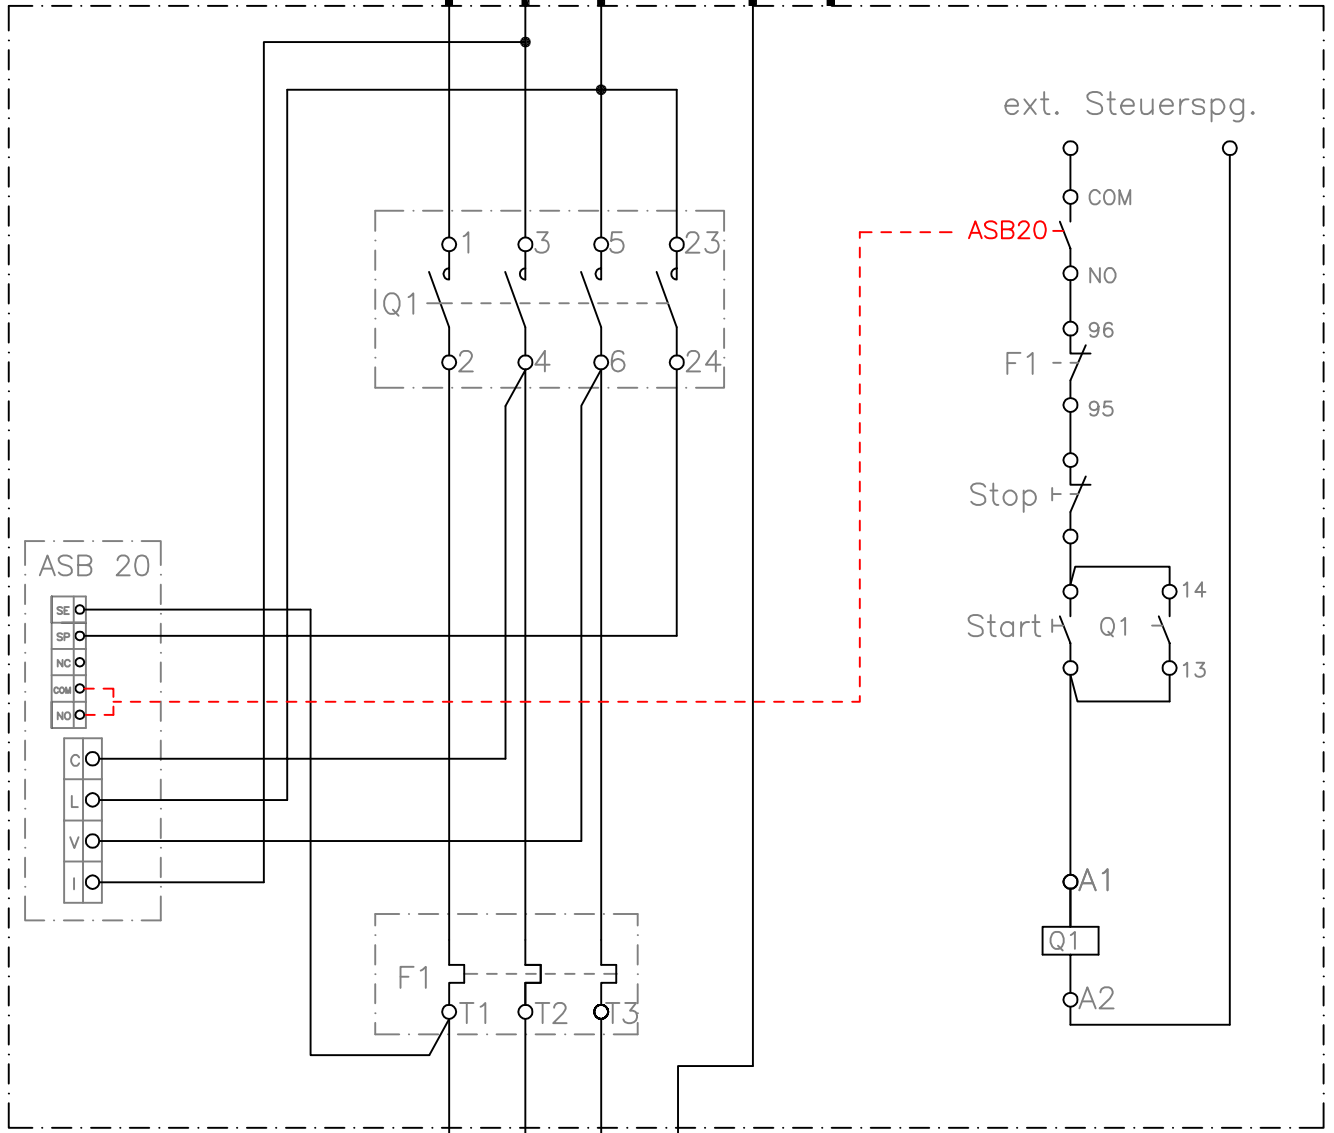 ext. Steuerspg.
COM
ASB20
NO
96
F1
95
Stop
14
Start
Q1
13
A1
Q1
A2
1
3
5
23
Q1
2
4
6
24
ASB 20
SE
SP
NC
COM
NO
C
L
V
I
F1
T1
T2
T3